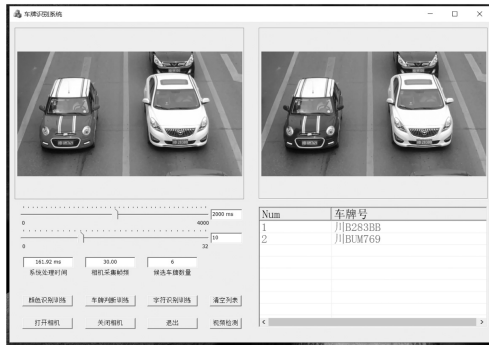 车牌识别系统
2000 ms
0
4000
10
0
32
161.92 ms
30.00
6
系统处理时间
相机采集帧频
候选车牌数量
颜色识别训练
车牌判断训练
字符识别训练
清空列表
打开相机
关闭相机
退出
视频检测
Num 车牌号
1 川B283BB
2 川BUM769